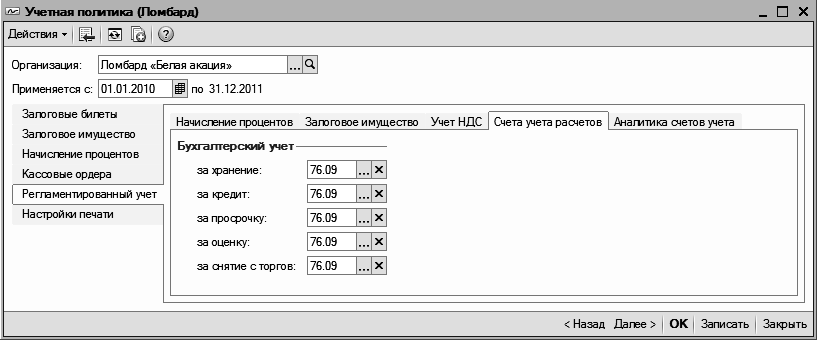 Учетная политика (Ломбард)
Действия
Организация: Ломбард «Белая акация» ...
Применяется с: 01.01.2010 по 31.12.2011
Залоговые билеты
Залоговое имущество
Начисление процентов
Кассовые ордера
Регламентированный учет
Настройки печати
Начисление процентов Залоговое имущество Учет НДС Счета учета расчетов Аналитика счетов учета
Бухгалтерский учет
за хранение: 76.09 ...
за кредит: 76.09 ...
за просрочку: 76.09 ...
за оценку: 76.09 ...
за снятие с торгов: 76.09 ...
< Назад Далее > OK Записать Закрыть